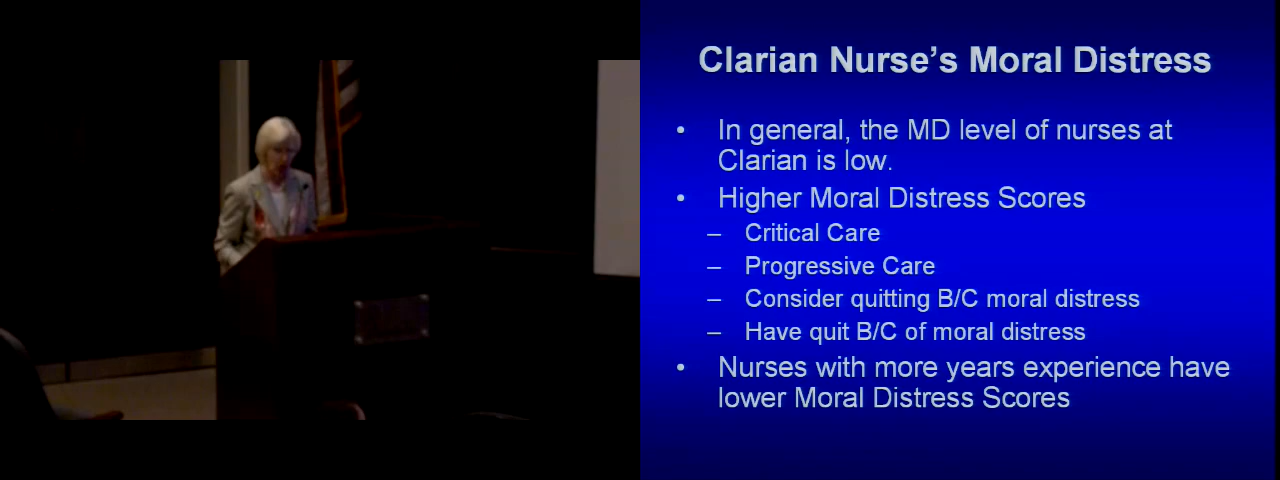 Clarian Nurse's Moral Distress
• In general, the MD level of nurses at
Clarian is low.
• Higher Moral Distress Scores
– Critical Care
– Progressive Care
– Consider quitting B/C moral distress
– Have quit B/C of moral distress
• Nurses with more years experience have
lower Moral Distress Scores